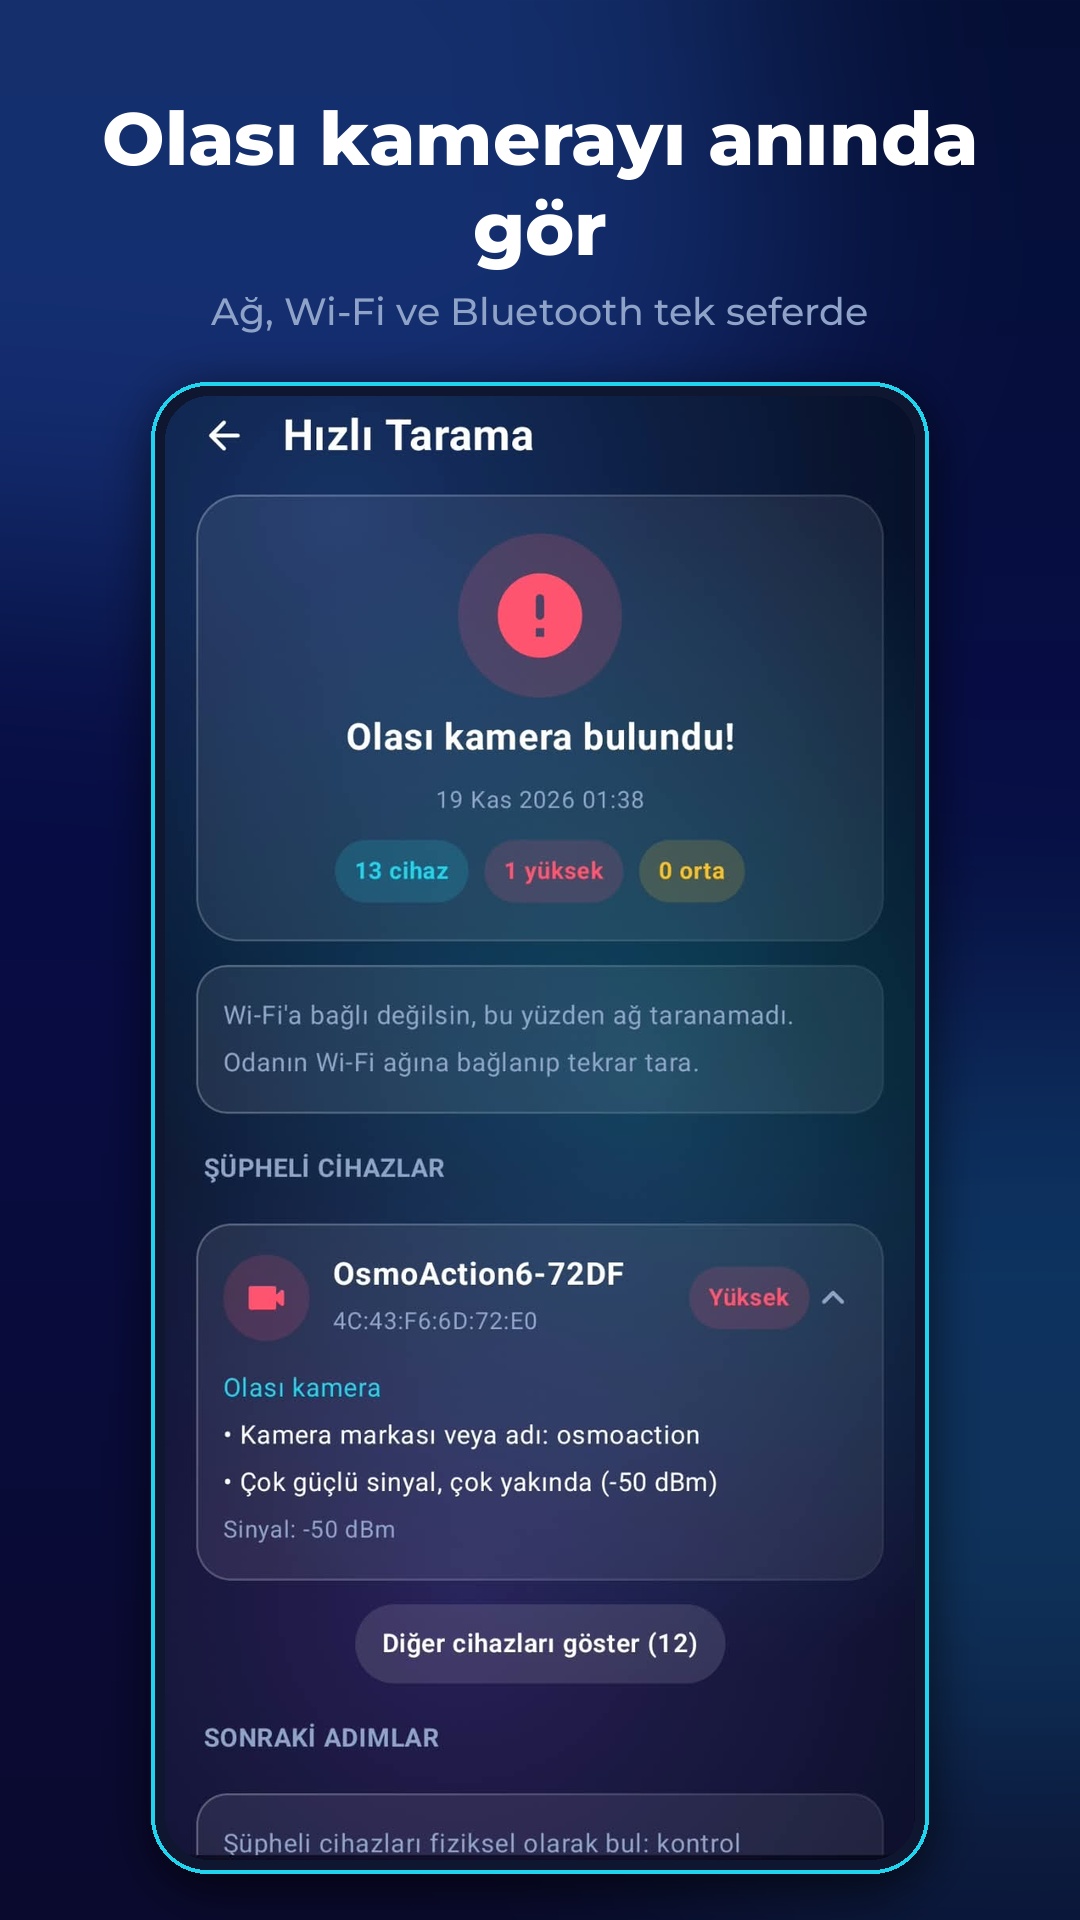 Olası kamerayı anında
gör
Ağ, Wi-Fi ve Bluetooth tek seferde
Hızlı Tarama
Olası kamera bulundu!
19 Kas 2026 01:38
13 cihaz
1 yüksek
0 orta
Wi-Fi'a bağlı değilsin, bu yüzden ağ taranamadı.
Odanın Wi-Fi ağına bağlanıp tekrar tara.
ŞÜPHELİ CİHAZLAR
OsmoAction6-72DF
4C:43:F6:6D:72:E0
Yüksek
Olası kamera
• Kamera markası veya adı: osmoaction
• Çok güçlü sinyal, çok yakında (-50 dBm)
Sinyal: -50 dBm
Diğer cihazları göster (12)
SONRAKİ ADIMLAR
Şüpheli cihazları fiziksel olarak bul: kontrol